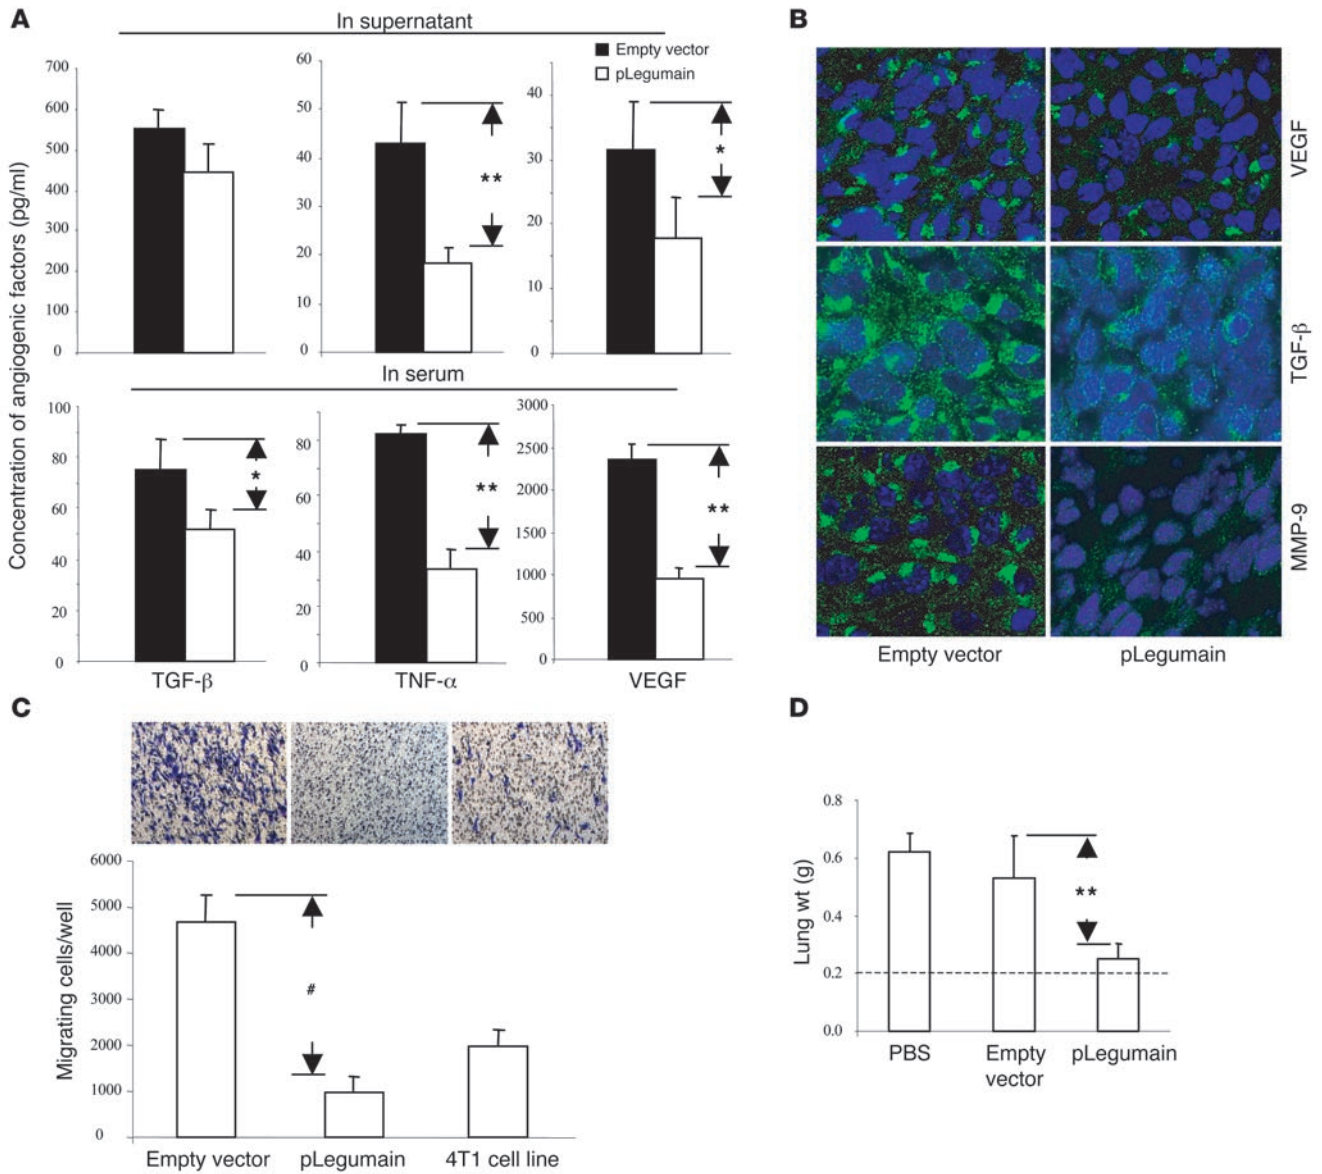 A
In supernatant
Empty vector
pLegumain
Concentration of angiogenic factors (pg/ml)
700
600
500
400
300
200
100
0
60
50
40
30
20
10
0
**
40
30
20
10
0
*
In serum
100
80
60
40
20
0
*
TGF-β
80
60
40
20
0
**
TNF-α
3000
2500
2000
1500
1000
500
0
**
VEGF
B
VEGF
TGF-β
MMP-9
Empty vector
pLegumain
C
Migrating cells/well
6000
5000
4000
3000
2000
1000
0
#
Empty vector
pLegumain
4T1 cell line
D
Lung wt (g)
0.8
0.6
0.4
0.2
0.0
**
PBS
Empty
vector
pLegumain